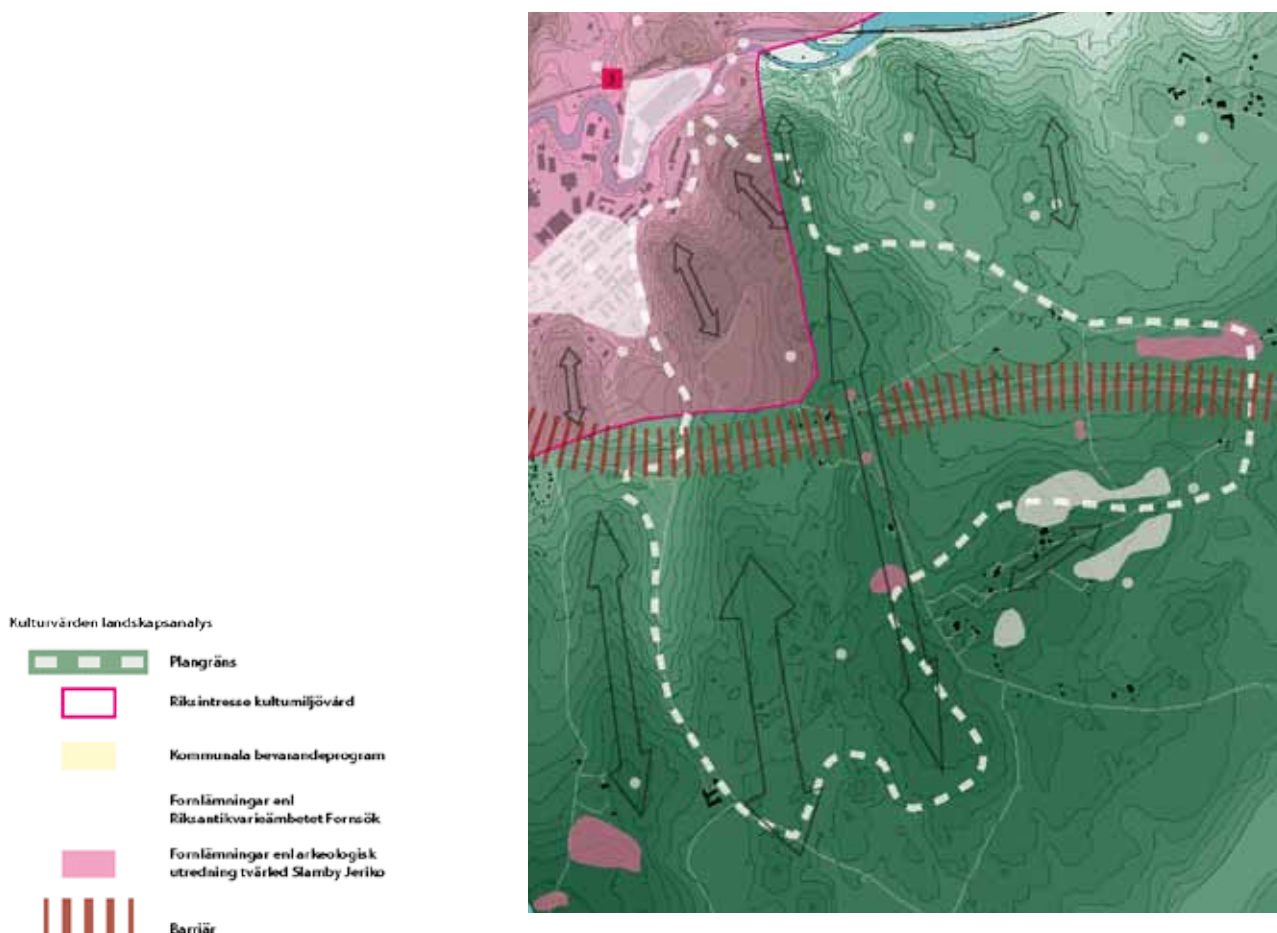 Kulturvärden landskapsanalys
Plangräns
Riksintresse kulturmiljövård
Kommunala bevarandeprogram
Fornlämningar enl
Riksantikvarieämbetet Fornsök
Fornlämningar enl arkeologisk
utredning tvärled Slamby Jeriko
Barriär